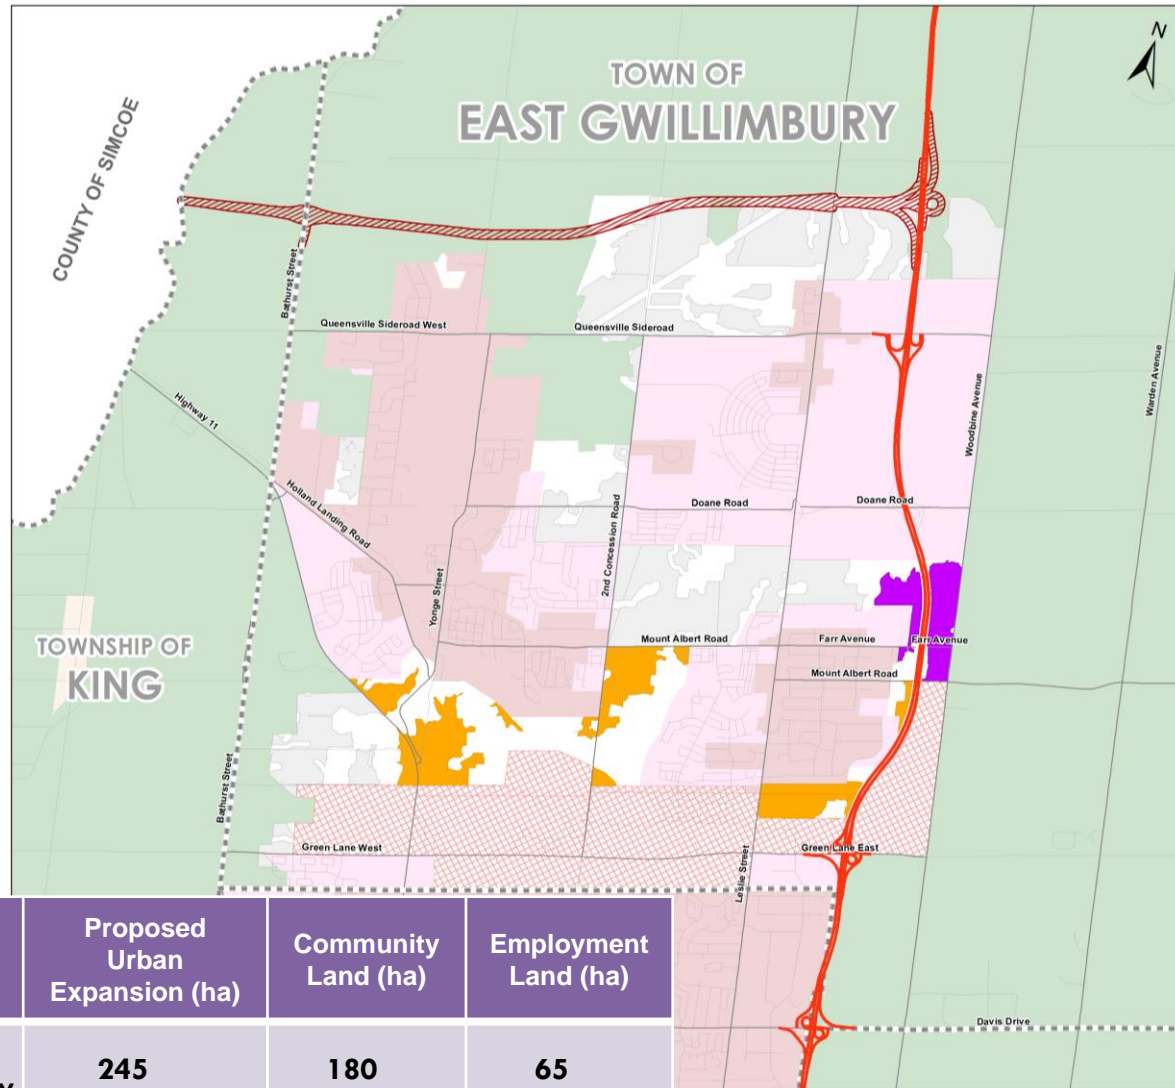 N
TOWN OF
EAST GWILLIMBURY
COUNTY OF SIMCOE
Bathurst Street
Queensville Sideroad West
Queensville Sideroad
Woodbine Avenue
Warden Avenue
Highway 11
Holland Landing Road
Yonge Street
2nd Concession Road
Doane Road
Doane Road
TOWNSHIP OF
KING
Mount Albert Road
Farr Avenue
Farr Avenue
Mount Albert Road
Bathurst Street
Green Lane West
Green Lane East
Leslie Street
Davis Drive
Proposed
Urban
Expansion (ha)
Community
Land (ha)
Employment
Land (ha)
245
180
65